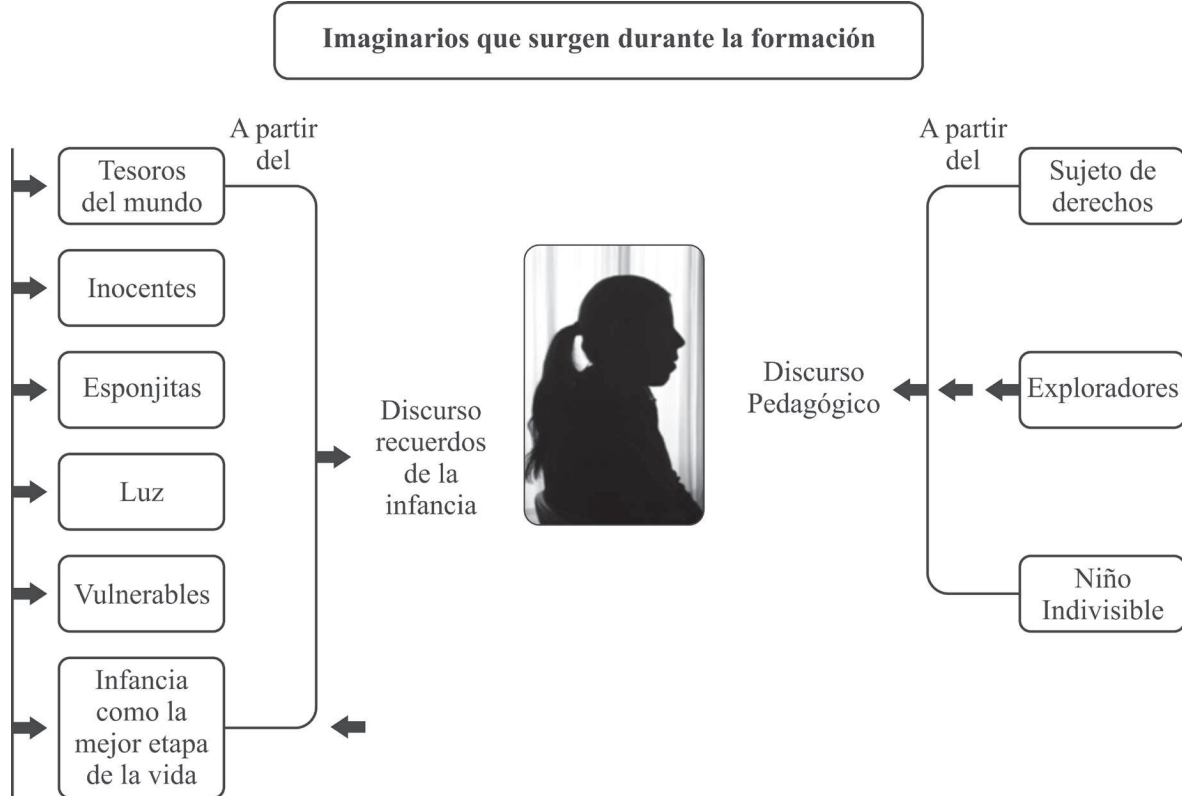 Imaginarios que surgen durante la formación
A partir
del
Tesoros
del mundo
Inocentes
Esponjitas
Luz
Vulnerables
Infancia
como la
mejor etapa
de la vida
Discurso
recuerdos
de la
infancia
Discurso
Pedagógico
A partir
del
Sujeto de
derechos
Exploradores
Niño
Indivisible